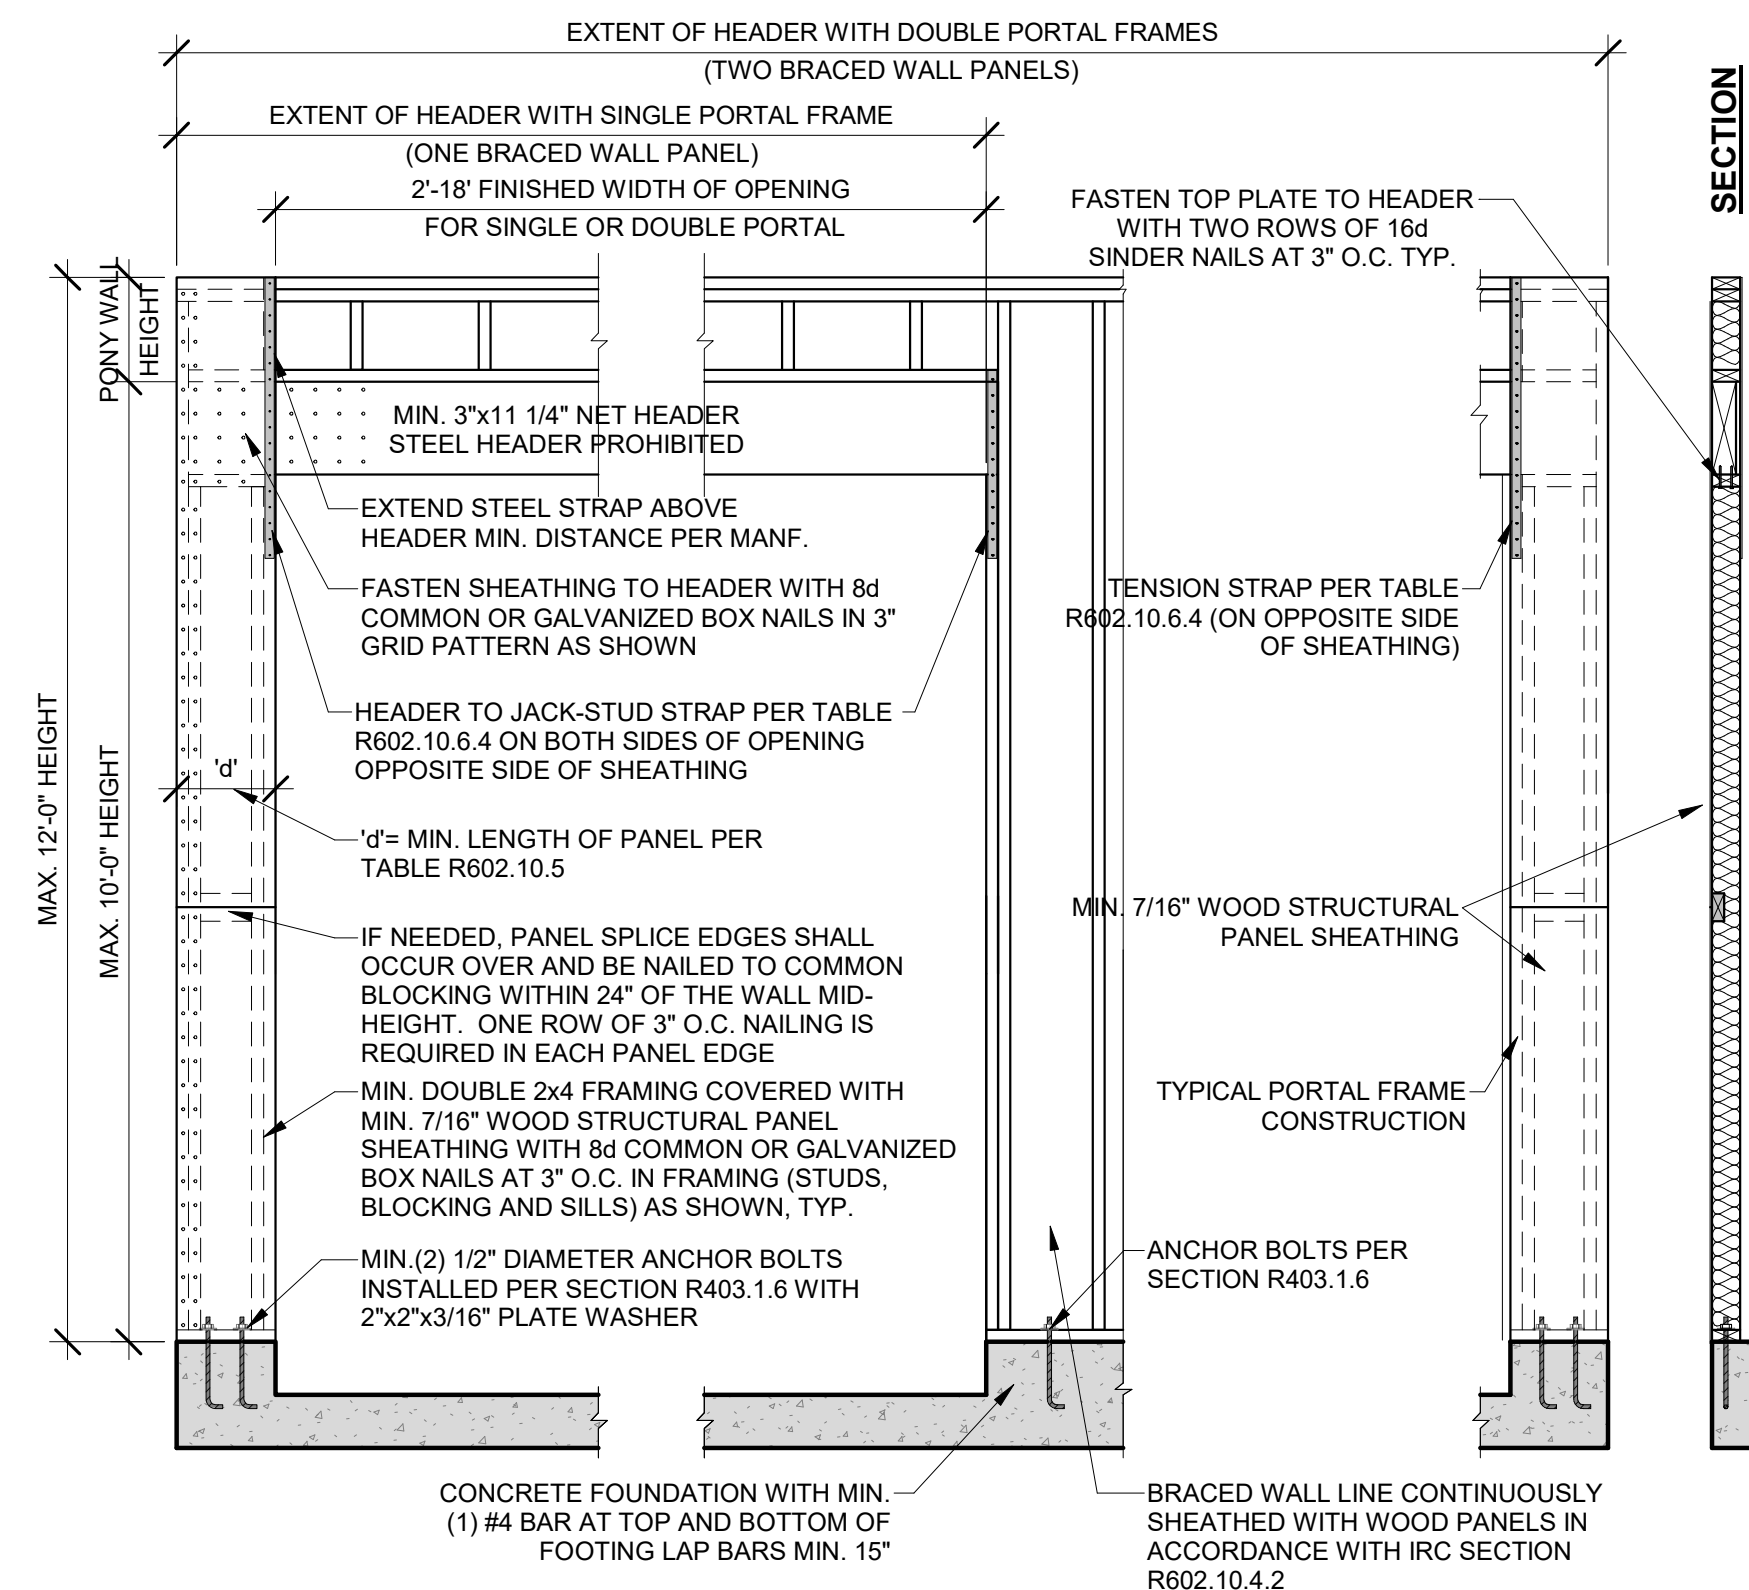 EXTENT OF HEADER WITH DOUBLE PORTAL FRAMES
(TWO BRACED WALL PANELS)
EXTENT OF HEADER WITH SINGLE PORTAL FRAME
(ONE BRACED WALL PANEL)
2'-18' FINISHED WIDTH OF OPENING
FOR SINGLE OR DOUBLE PORTAL
SECTION
FASTEN TOP PLATE TO HEADER
WITH TWO ROWS OF 16d
SINDER NAILS AT 3" O.C. TYP.
PONY WALL
HEIGHT
MIN. 3"x11 1/4" NET HEADER
STEEL HEADER PROHIBITED
EXTEND STEEL STRAP ABOVE
HEADER MIN. DISTANCE PER MANF.
FASTEN SHEATHING TO HEADER WITH 8d
COMMON OR GALVANIZED BOX NAILS IN 3"
GRID PATTERN AS SHOWN
TENSION STRAP PER TABLE
R602.10.6.4 (ON OPPOSITE SIDE
OF SHEATHING)
HEADER TO JACK-STUD STRAP PER TABLE
R602.10.6.4 ON BOTH SIDES OF OPENING
OPPOSITE SIDE OF SHEATHING
MAX. 12'-0" HEIGHT
MAX. 10'-0" HEIGHT
'd'
'd'= MIN. LENGTH OF PANEL PER
TABLE R602.10.5
MIN. 7/16" WOOD STRUCTURAL
PANEL SHEATHING
IF NEEDED, PANEL SPLICE EDGES SHALL
OCCUR OVER AND BE NAILED TO COMMON
BLOCKING WITHIN 24" OF THE WALL MID-
HEIGHT.  ONE ROW OF 3" O.C. NAILING IS
REQUIRED IN EACH PANEL EDGE
MIN. DOUBLE 2x4 FRAMING COVERED WITH
MIN. 7/16" WOOD STRUCTURAL PANEL
SHEATHING WITH 8d COMMON OR GALVANIZED
BOX NAILS AT 3" O.C. IN FRAMING (STUDS,
BLOCKING AND SILLS) AS SHOWN, TYP.
TYPICAL PORTAL FRAME
CONSTRUCTION
MIN.(2) 1/2" DIAMETER ANCHOR BOLTS
INSTALLED PER SECTION R403.1.6 WITH
2"x2"x3/16" PLATE WASHER
ANCHOR BOLTS PER
SECTION R403.1.6
CONCRETE FOUNDATION WITH MIN.
(1) #4 BAR AT TOP AND BOTTOM OF
FOOTING LAP BARS MIN. 15"
BRACED WALL LINE CONTINUOUSLY
SHEATHED WITH WOOD PANELS IN
ACCORDANCE WITH IRC SECTION
R602.10.4.2